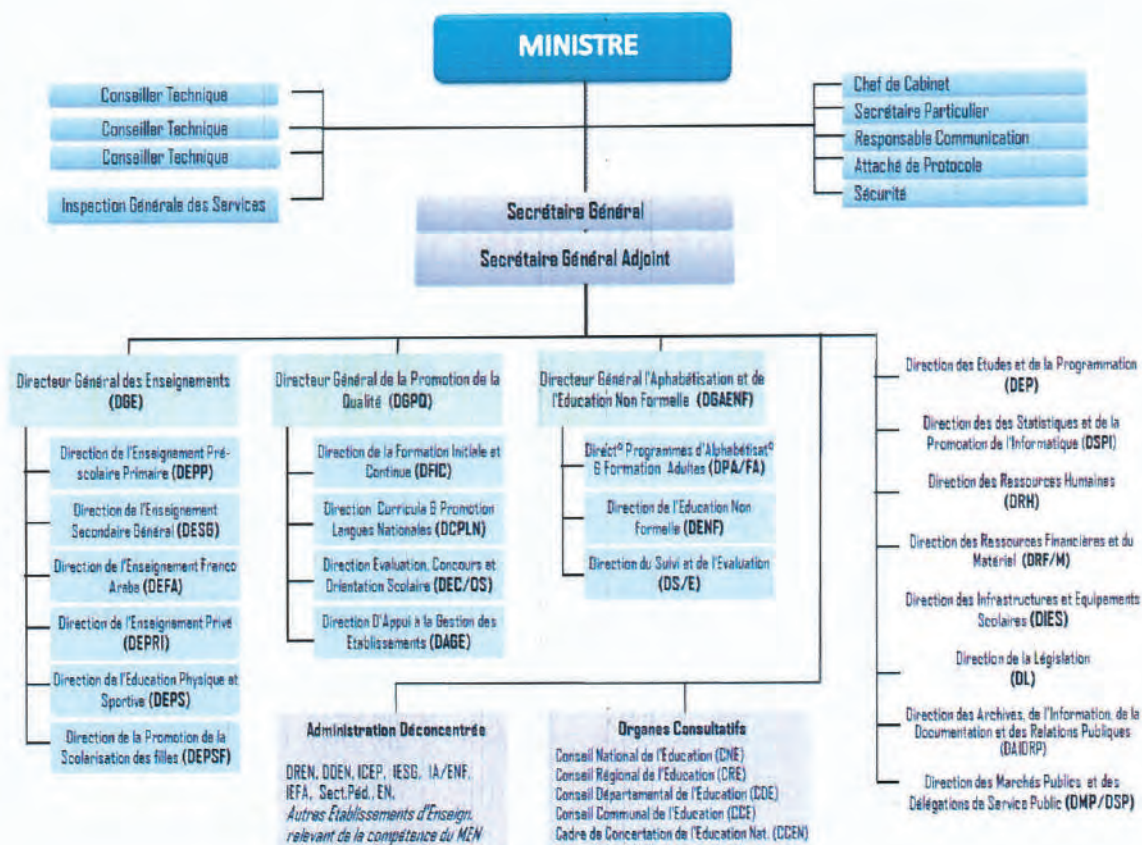 MINISTRE
Conseiller Technique
Conseiller Technique
Conseiller Technique
Inspection Générale des Services
Chef de Cabinet
Secrétaire Particulier
Responsable Communication
Attaché de Protocole
Sécurité
Secrétaire Général
Secrétaire Général Adjoint
Directeur Général des Enseignements
(DGE)
Direction de l'Enseignement Pré-
scolaire Primaire (DEPP)
Direction de l'Enseignement
Secondaire Général (DESG)
Direction de l'Enseignement Franco
Arabe (DEFA)
Direction de l'Enseignement Privé
(DEPRI)
Direction de l'Education Physique et
Sportive (DEPS)
Direction de la Promotion de la
Scolarisation des filles (DEPSF)
Directeur Général de la Promotion de la
Qualité (DGPQ)
Direction de la Formation Initiale et
Continue (DFIC)
Direction Curricula & Promotion
Langues Nationales (DCPLN)
Direction Evaluation, Concours et
Orientation Scolaire (DEC/OS)
Direction D'Appui à la Gestion des
Etablissements (DAGE)
Directeur Général l'Aphabétisation et de
l'Education Non Formelle (DGAENF)
Direct° Programmes d'Alphabétisat°
& Formation Adultes (DPA/FA)
Direction de l'Education Non
Formelle (DENF)
Direction du Suivi et de l'Evaluation
(DS/E)
Direction des Etudes et de la Programmation
(DEP)
Direction des des Statistiques et de la
Promoation de l'Informatique (DSPI)
Direction des Ressources Humaines
(DRH)
Direction des Ressources Financières et du
Matériel (DRF/M)
Direction des Infrastructures et Equipements
Scolaires (DIES)
Direction de la Législation
(DL)
Direction des Archives, de l'Information, de la
Documentation et des Relations Publiques
(DAIDRP)
Direction des Marchés Publics et des
Délégations de Service Public (DMP/DSP)
Administration Déconcentrée
DREN, DDEN, ICEP, IESG, IA/ENF,
IEFA, Sect.Péd, EN,
Autres Etablissements d'Enseign.
relevant de la compétence du MEN
Organes Consultatifs
Conseil National de l'Education (CNE)
Conseil Régional de l'Education (CRE)
Conseil Départemental de l'Education (CDE)
Conseil Communal de l'Education (CCE)
Cadre de Concertation de l'Education Nat. (CCEN)